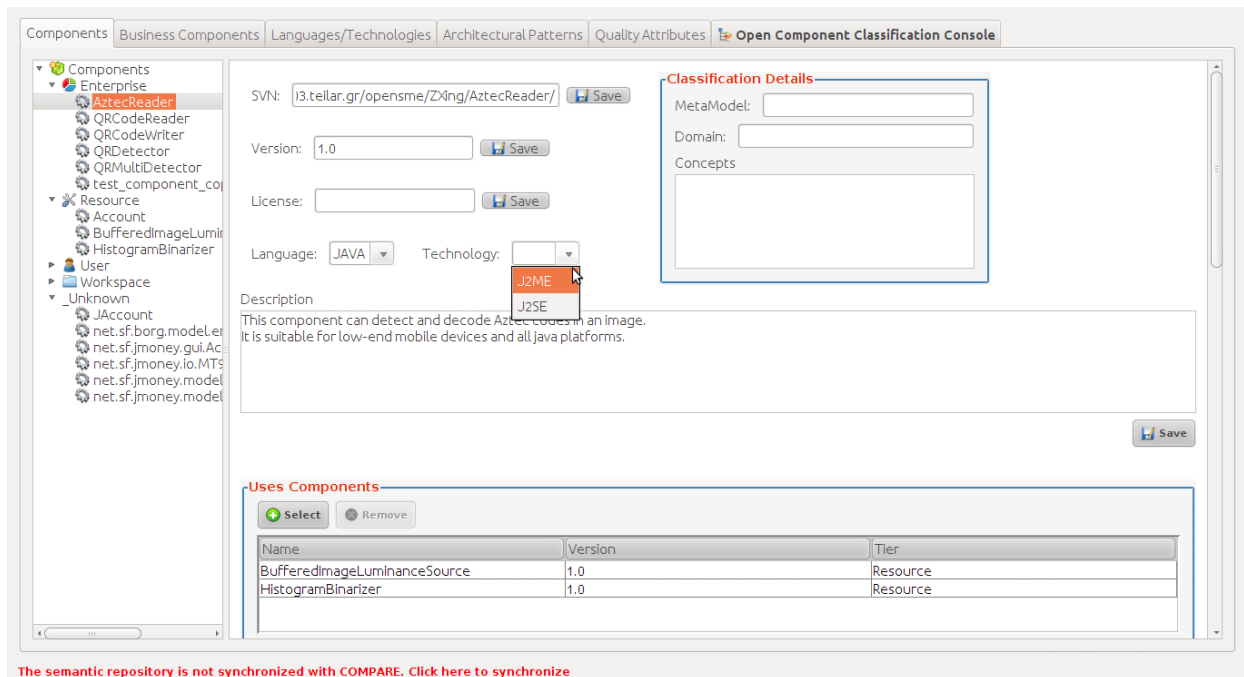 Components Business Components Languages/Technologies Architectural Patterns Quality Attributes Open Component Classification Console
Components
Enterprise
AztecReader
QRCodeReader
QRCodeWriter
QRDetector
QRMultiDetector
test_component_co
Resource
Account
BufferedImageLumi
HistogramBinarizer
User
Workspace
_Unknown
JAccount
net.sf.borg.model.er
net.sf.jmoney.gui.Ac
net.sf.jmoney.io.MT9
net.sf.jmoney.model
net.sf.jmoney.model
SVN: 3.teilar.gr/opensme/ZXing/AztecReader/ Save
Version: 1.0 Save
License: Save
Language: JAVA Technology:
J2ME
J2SE
Classification Details
MetaModel:
Domain:
Concepts
Description
This component can detect and decode Aztec codes in an image.
It is suitable for low-end mobile devices and all java platforms.
Save
Uses Components
Select Remove
Name Version Tier
BufferedImageLuminanceSource 1.0 Resource
HistogramBinarizer 1.0 Resource
The semantic repository is not synchronized with COMPARE. Click here to synchronize